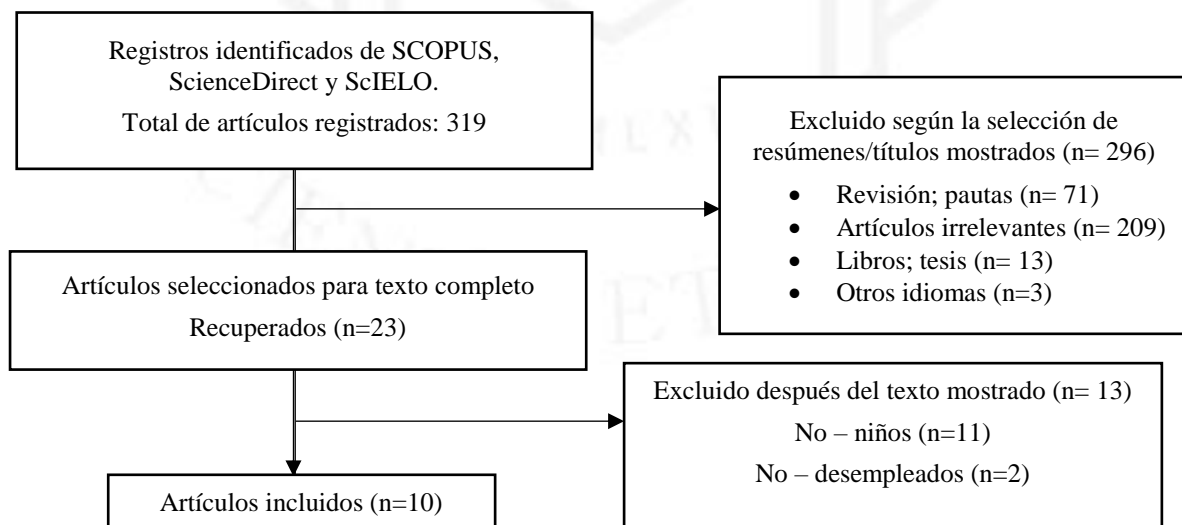 Registros identificados de SCOPUS,
ScienceDirect y ScIELO.
Total de artículos registrados: 319
Excluido según la selección de
resúmenes/títulos mostrados (n= 296)
• Revisión; pautas (n= 71)
• Artículos irrelevantes (n= 209)
• Libros; tesis (n= 13)
• Otros idiomas (n=3)
Artículos seleccionados para texto completo
Recuperados (n=23)
Excluido después del texto mostrado (n= 13)
No – niños (n=11)
No – desempleados (n=2)
Artículos incluidos (n=10)